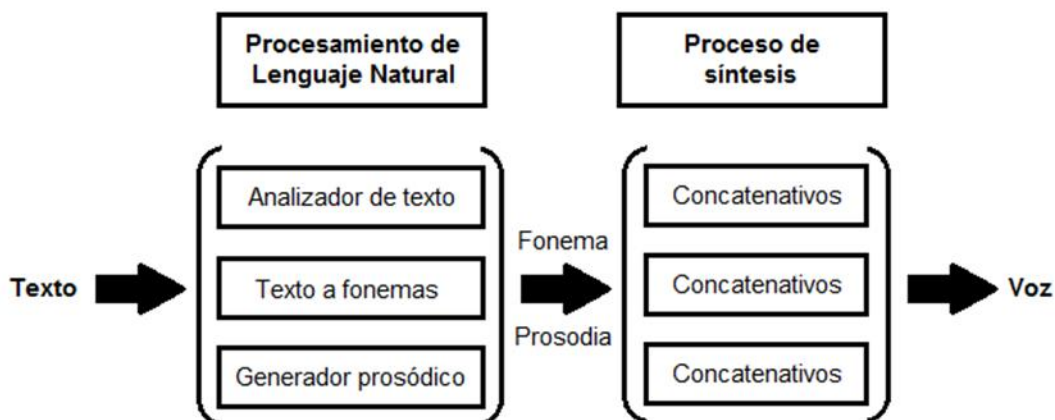 Procesamiento de
Lenguaje Natural
Proceso de
síntesis
Texto
Analizador de texto
Texto a fonemas
Generador prosódico
Fonema
Prosodia
Concatenativos
Concatenativos
Concatenativos
Voz